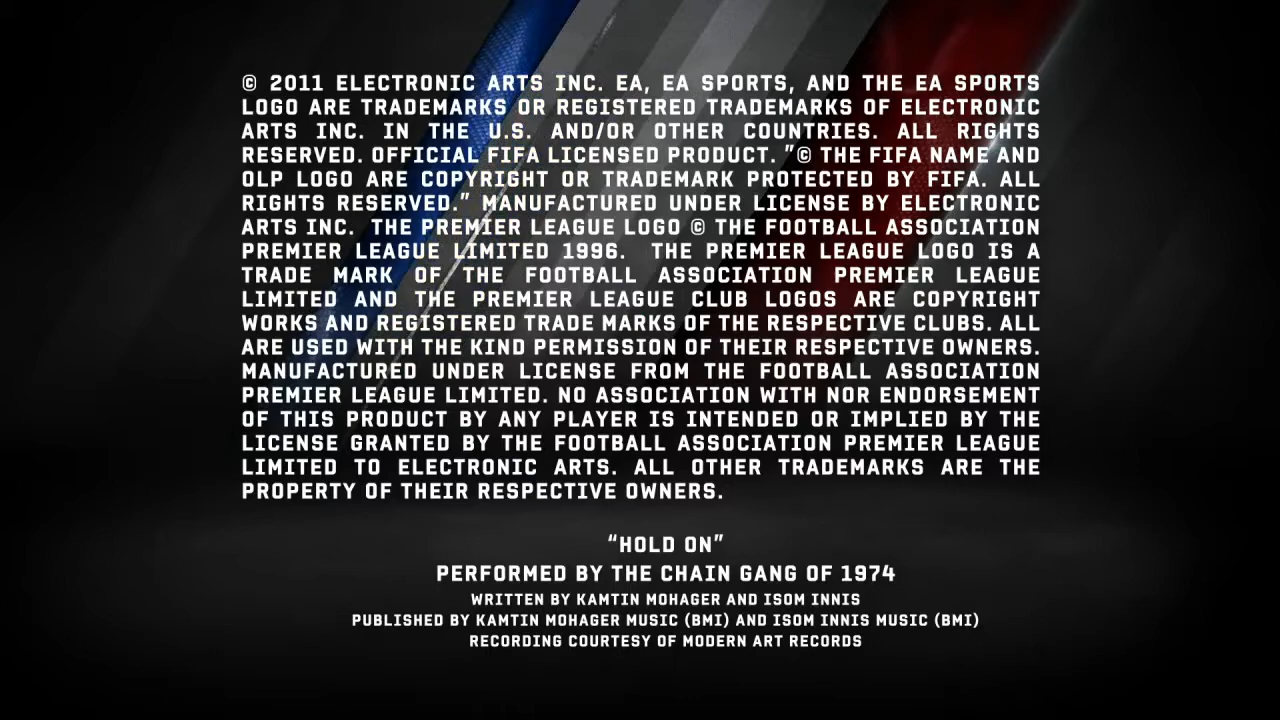 © 2011 ELECTRONIC ARTS INC. EA, EA SPORTS, AND THE EA SPORTS
LOGO ARE TRADEMARKS OR REGISTERED TRADEMARKS OF ELECTRONIC
ARTS INC. IN THE U.S. AND/OR OTHER COUNTRIES. ALL RIGHTS
RESERVED. OFFICIAL FIFA LICENSED PRODUCT. "© THE FIFA NAME AND
OLP LOGO ARE COPYRIGHT OR TRADEMARK PROTECTED BY FIFA. ALL
RIGHTS RESERVED." MANUFACTURED UNDER LICENSE BY ELECTRONIC
ARTS INC. THE PREMIER LEAGUE LOGO © THE FOOTBALL ASSOCIATION
PREMIER LEAGUE LIMITED 1996. THE PREMIER LEAGUE LOGO IS A
TRADE MARK OF THE FOOTBALL ASSOCIATION PREMIER LEAGUE
LIMITED AND THE PREMIER LEAGUE CLUB LOGOS ARE COPYRIGHT
WORKS AND REGISTERED TRADE MARKS OF THE RESPECTIVE CLUBS. ALL
ARE USED WITH THE KIND PERMISSION OF THEIR RESPECTIVE OWNERS.
MANUFACTURED UNDER LICENSE FROM THE FOOTBALL ASSOCIATION
PREMIER LEAGUE LIMITED. NO ASSOCIATION WITH NOR ENDORSEMENT
OF THIS PRODUCT BY ANY PLAYER IS INTENDED OR IMPLIED BY THE
LICENSE GRANTED BY THE FOOTBALL ASSOCIATION PREMIER LEAGUE
LIMITED TO ELECTRONIC ARTS. ALL OTHER TRADEMARKS ARE THE
PROPERTY OF THEIR RESPECTIVE OWNERS.
“HOLD ON”
PERFORMED BY THE CHAIN GANG OF 1974
WRITTEN BY KAMTIN MOHAGER AND ISOM INNIS
PUBLISHED BY KAMTIN MOHAGER MUSIC (BMI) AND ISOM INNIS MUSIC (BMI)
RECORDING COURTESY OF MODERN ART RECORDS